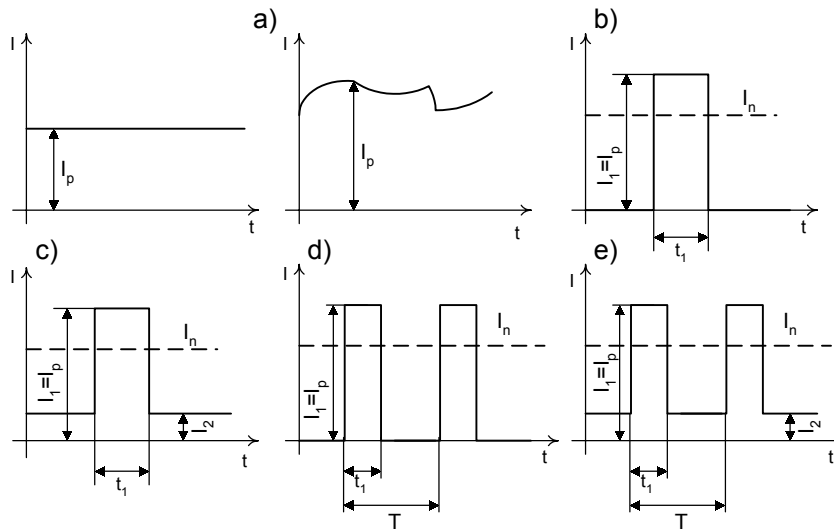 a)
b)
I
I
I
Iₙ
I₁=Iₚ
Iₚ
Iₚ
t
t
t
t₁
c)
d)
e)
I
I
I
Iₙ
Iₙ
Iₙ
I₁=Iₚ
I₁=Iₚ
I₁=Iₚ
I₂
I₂
t
t
t
t₁
t₁
t₁
T
T